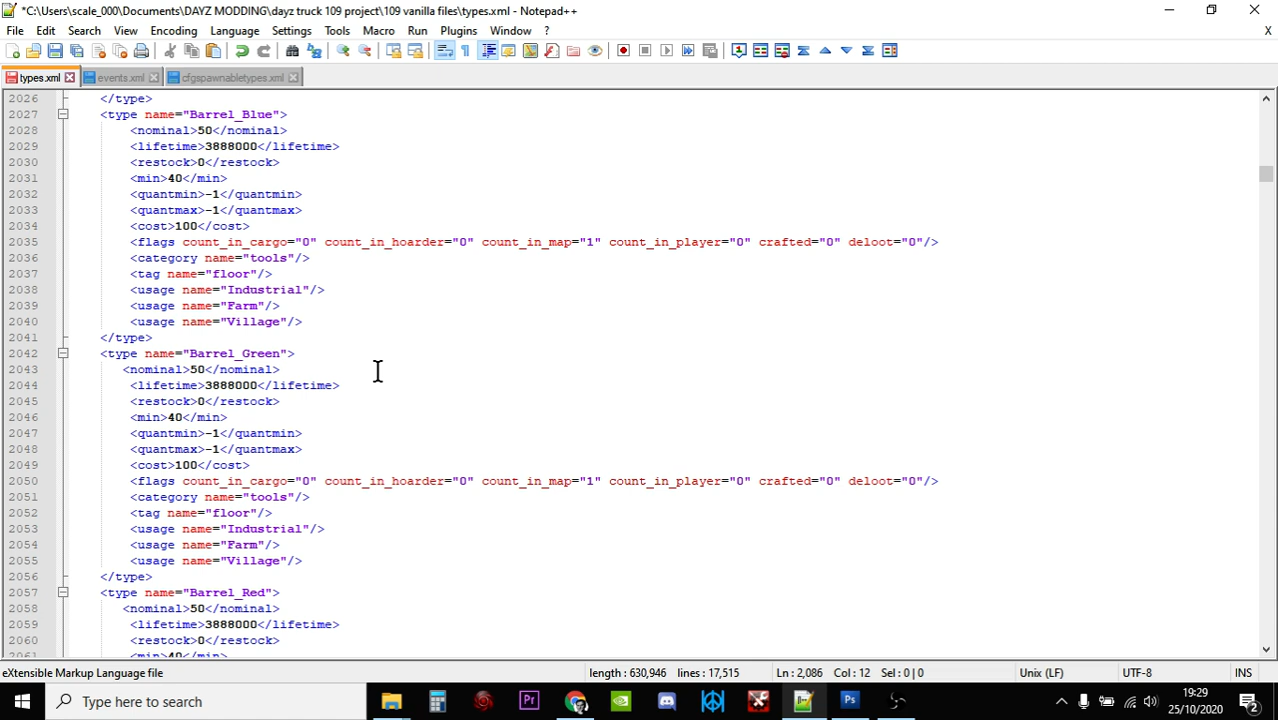 *C:\Users\scale_000\Documents\DAYZ MODDING\dayz truck 109 project\109 vanilla files\types.xml - Notepad++
File Edit Search View Encoding Language Settings Tools Macro Run Plugins Window ? X
types.xml events.xml cfgspawnabletypes.xml
2026 </type>
2027 <type name="Barrel_Blue">
2028 <nominal>50</nominal>
2029 <lifetime>3888000</lifetime>
2030 <restock>0</restock>
2031 <min>40</min>
2032 <quantmin>-1</quantmin>
2033 <quantmax>-1</quantmax>
2034 <cost>100</cost>
2035 <flags count_in_cargo="0" count_in_hoarder="0" count_in_map="1" count_in_player="0" crafted="0" deloot="0"/>
2036 <category name="tools"/>
2037 <tag name="floor"/>
2038 <usage name="Industrial"/>
2039 <usage name="Farm"/>
2040 <usage name="Village"/>
2041 </type>
2042 <type name="Barrel_Green">
2043 <nominal>50</nominal>
2044 <lifetime>3888000</lifetime>
2045 <restock>0</restock>
2046 <min>40</min>
2047 <quantmin>-1</quantmin>
2048 <quantmax>-1</quantmax>
2049 <cost>100</cost>
2050 <flags count_in_cargo="0" count_in_hoarder="0" count_in_map="1" count_in_player="0" crafted="0" deloot="0"/>
2051 <category name="tools"/>
2052 <tag name="floor"/>
2053 <usage name="Industrial"/>
2054 <usage name="Farm"/>
2055 <usage name="Village"/>
2056 </type>
2057 <type name="Barrel_Red">
2058 <nominal>50</nominal>
2059 <lifetime>3888000</lifetime>
2060 <restock>0</restock>
2061 <min>40</min>
eXtensible Markup Language file length : 630,946 lines : 17,515 Ln : 2,086 Col : 12 Sel : 0 | 0 Unix (LF) UTF-8 INS
Type here to search
19:29
25/10/2020
2